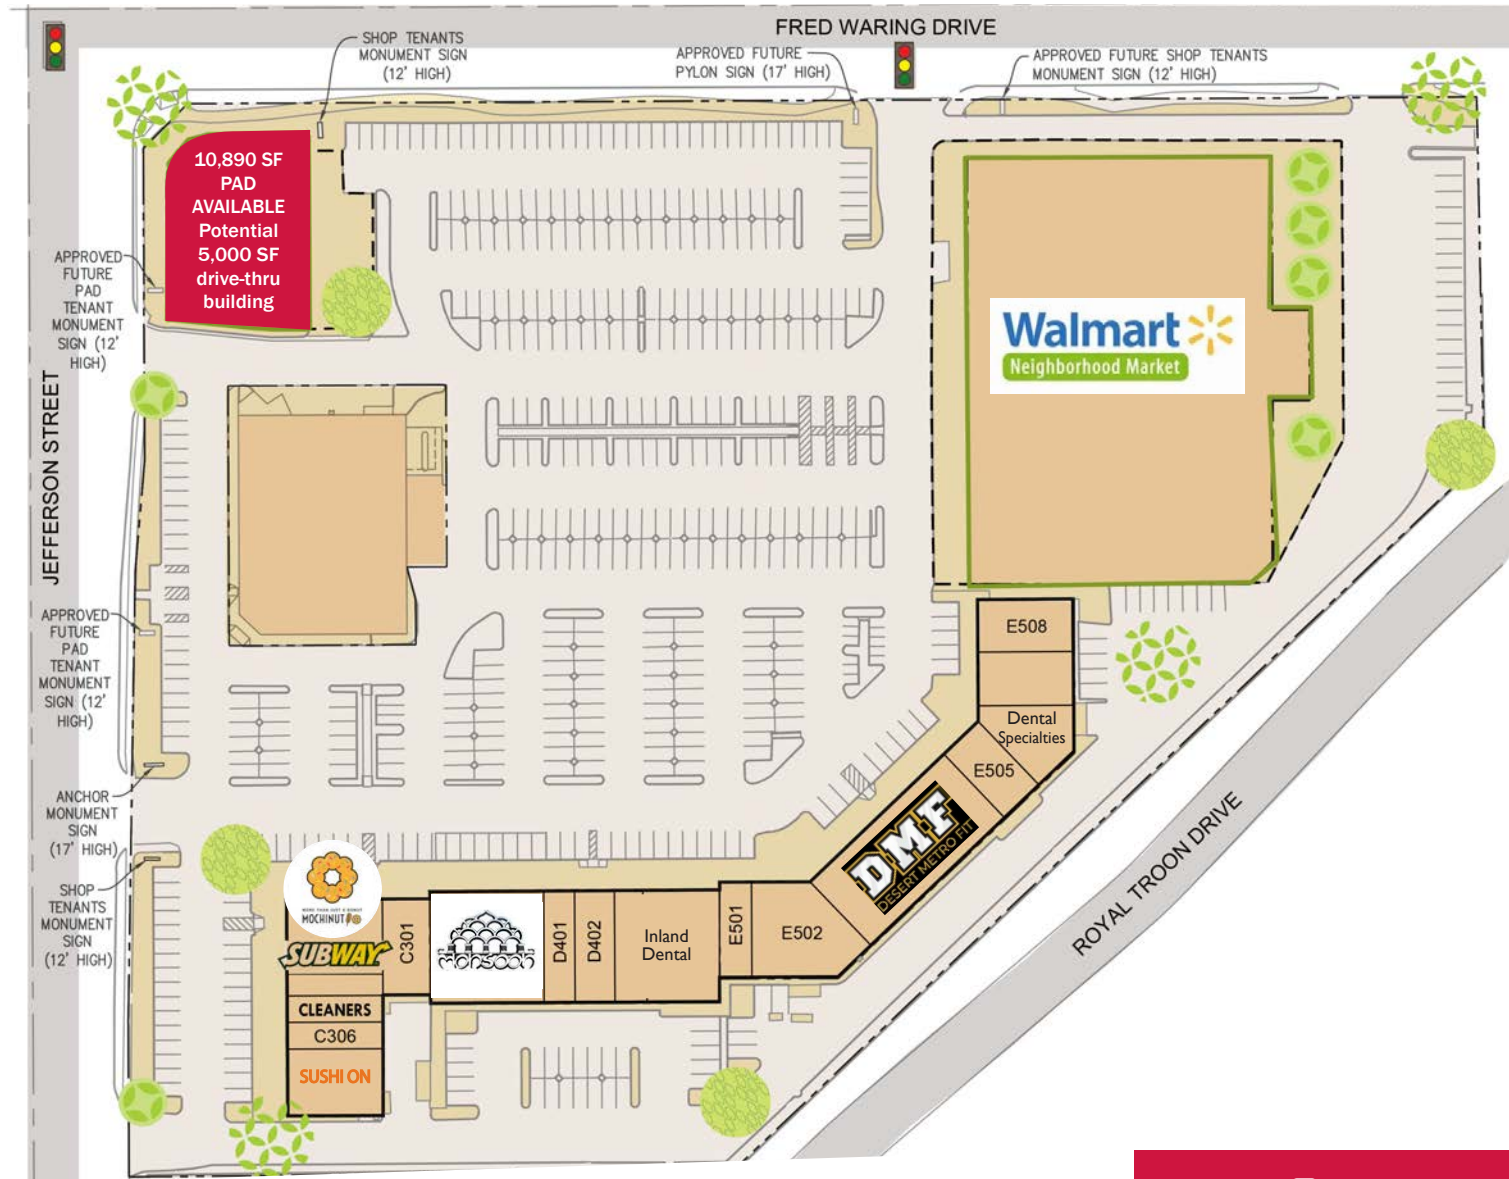 FRED WARING DRIVE
SHOP TENANTS
MONUMENT SIGN
(12' HIGH)
APPROVED FUTURE
PYLON SIGN (17' HIGH)
APPROVED FUTURE SHOP TENANTS
MONUMENT SIGN (12' HIGH)
10,890 SF
PAD
AVAILABLE
Potential
5,000 SF
drive-thru
building
APPROVED
FUTURE
PAD
TENANT
MONUMENT
SIGN (12'
HIGH)
Walmart
Neighborhood Market
JEFFERSON STREET
APPROVED
FUTURE
PAD
TENANT
MONUMENT
SIGN (12'
HIGH)
E508
Dental
Specialties
E505
DMF
DESERT METRO FIT
ANCHOR
MONUMENT
SIGN
(17' HIGH)
SHOP
TENANTS
MONUMENT
SIGN
(12' HIGH)
ROYAL TROON DRIVE
MORE THAN JUST A DONUT
MOCHINUT
SUBWAY
C301
D401
D402
Inland
Dental
E501
E502
CLEANERS
C306
SUSHI ON